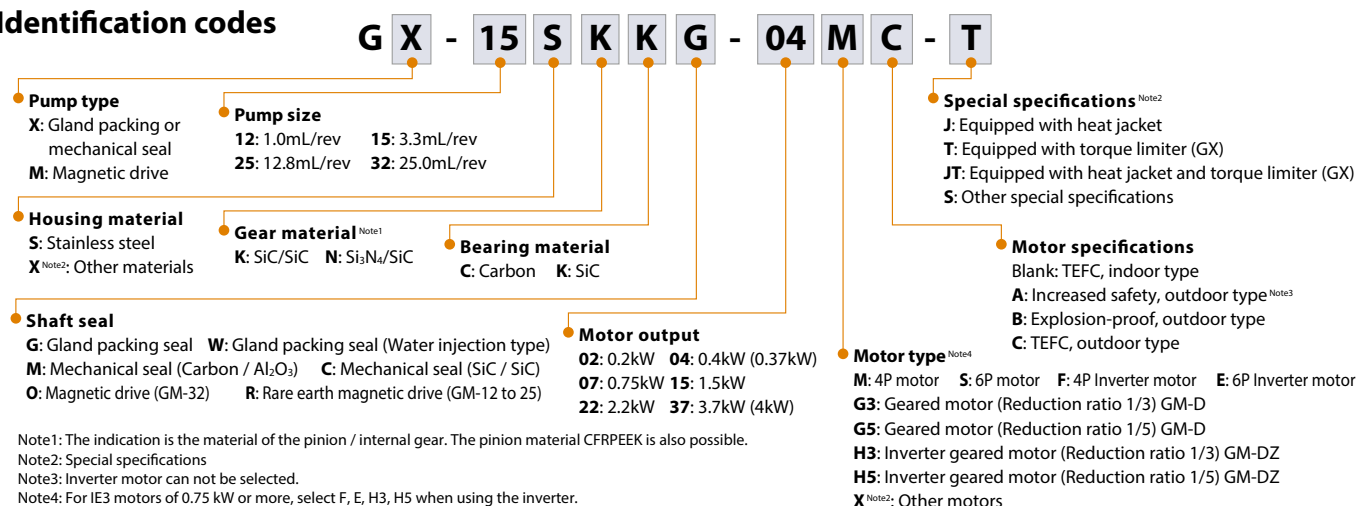 Identification codes
G X - 15 S K K G - 04 M C - T
Pump type
X: Gland packing or
mechanical seal
M: Magnetic drive
Pump size
12: 1.0mL/rev 15: 3.3mL/rev
25: 12.8mL/rev 32: 25.0mL/rev
Special specifications Note2
J: Equipped with heat jacket
T: Equipped with torque limiter (GX)
JT: Equipped with heat jacket and torque limiter (GX)
S: Other special specifications
Housing material
S: Stainless steel
X Note2: Other materials
Gear material Note1
K: SiC/SiC N: Si₃N₄/SiC
Bearing material
C: Carbon K: SiC
Motor specifications
Blank: TEFC, indoor type
A: Increased safety, outdoor type Note3
B: Explosion-proof, outdoor type
C: TEFC, outdoor type
Shaft seal
G: Gland packing seal W: Gland packing seal (Water injection type)
M: Mechanical seal (Carbon / Al₂O₃) C: Mechanical seal (SiC / SiC)
O: Magnetic drive (GM-32) R: Rare earth magnetic drive (GM-12 to 25)
Motor output
02: 0.2kW 04: 0.4kW (0.37kW)
07: 0.75kW 15: 1.5kW
22: 2.2kW 37: 3.7kW (4kW)
Motor type Note4
M: 4P motor S: 6P motor F: 4P Inverter motor E: 6P Inverter motor
G3: Geared motor (Reduction ratio 1/3) GM-D
G5: Geared motor (Reduction ratio 1/5) GM-D
H3: Inverter geared motor (Reduction ratio 1/3) GM-DZ
H5: Inverter geared motor (Reduction ratio 1/5) GM-DZ
X Note2: Other motors
Note1: The indication is the material of the pinion / internal gear. The pinion material CFRPEEK is also possible.
Note2: Special specifications
Note3: Inverter motor can not be selected.
Note4: For IE3 motors of 0.75 kW or more, select F, E, H3, H5 when using the inverter.